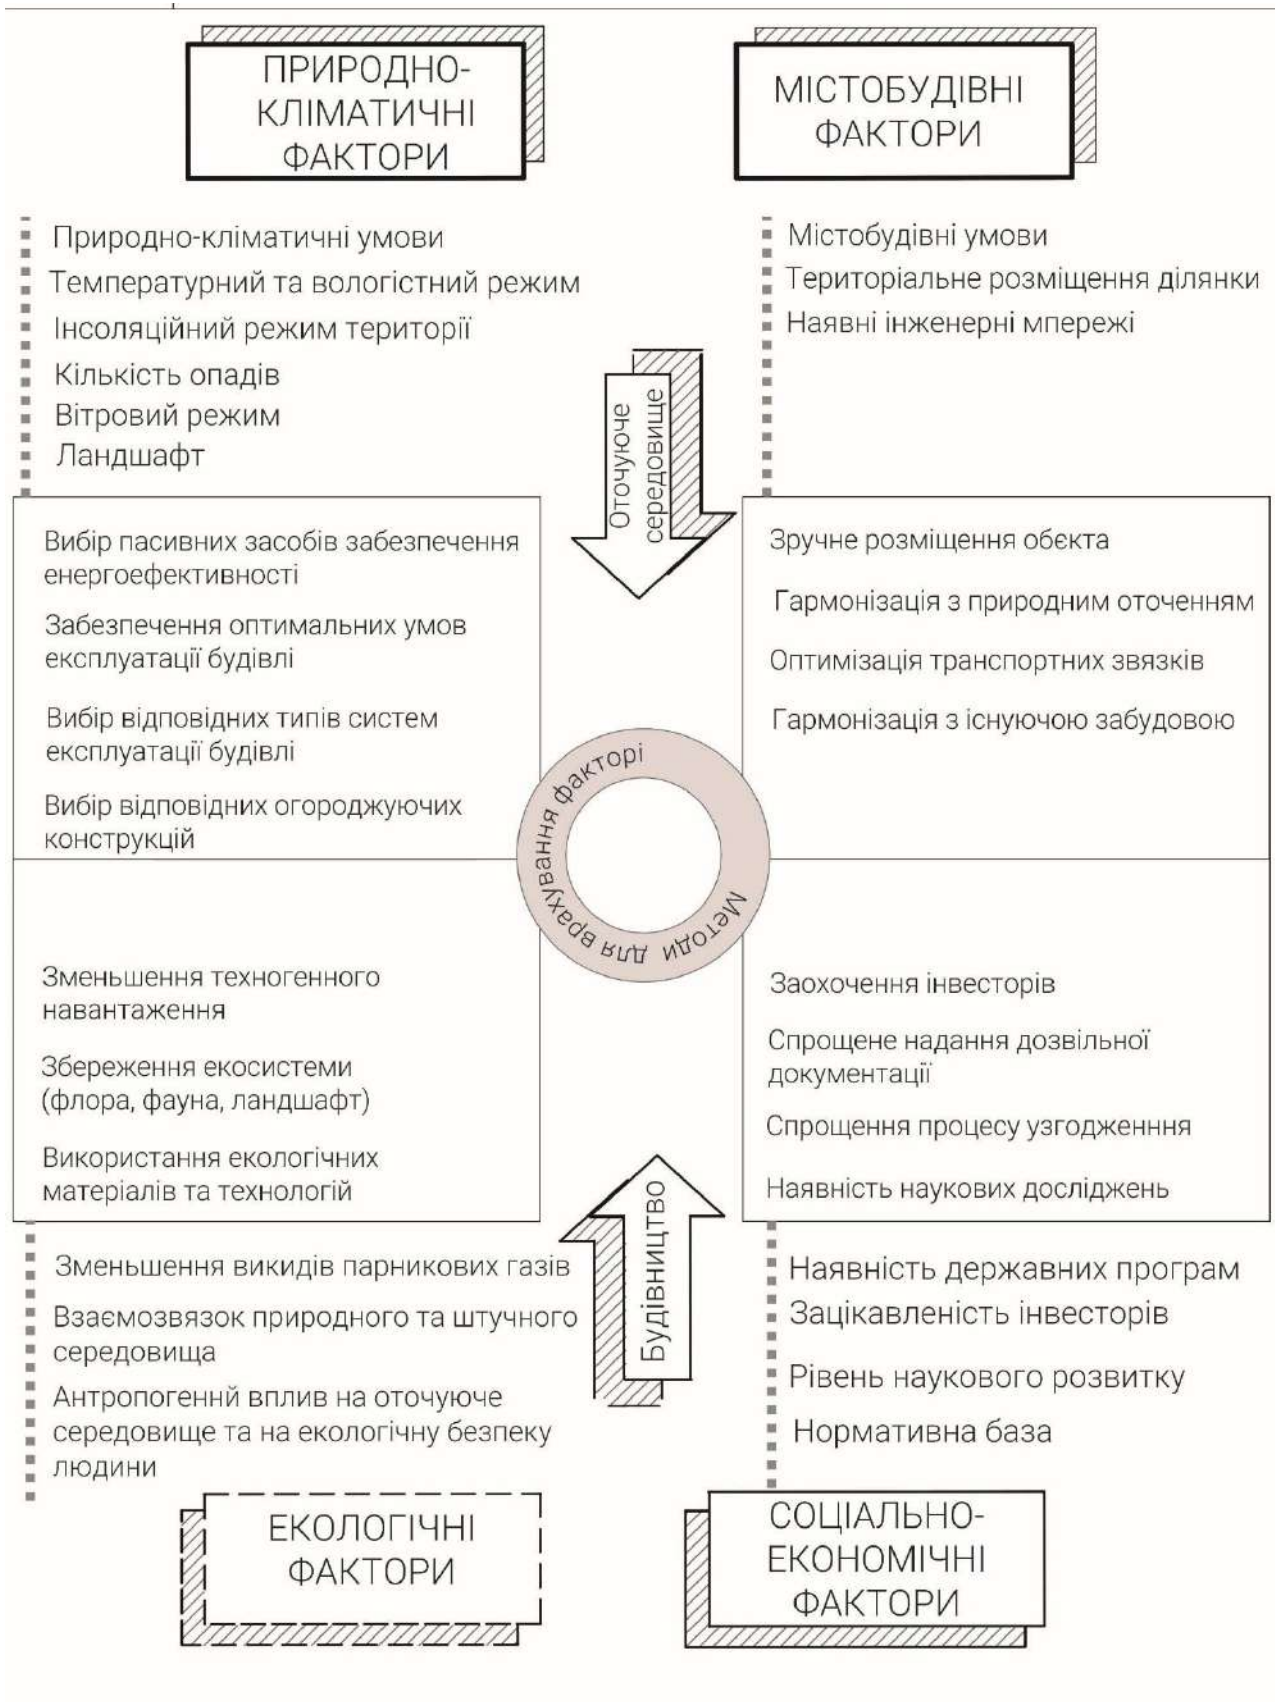 ПРИРОДНО-
КЛІМАТИЧНІ
ФАКТОРИ
Природно-кліматичні умови
Температурний та вологістний режим
Інсоляційний режим території
Кількість опадів
Вітровий режим
Ландшафт
МІСТОБУДІВНІ
ФАКТОРИ
Містобудівні умови
Територіальне розміщення ділянки
Наявні інженерні мпережі
Оточуюче
середовище
Вибір пасивних засобів забезпечення
енергоефективності
Забезпечення оптимальних умов
експлуатації будівлі
Вибір відповідних типів систем
експлуатації будівлі
Вибір відповідних огороджуючих
конструкцій
Зручне розміщення обєкта
Гармонізація з природним оточенням
Оптимізація транспортних звязків
Гармонізація з існуючою забудовою
Методи для врахування факторі
Зменьшення техногенного
навантаження
Збереження екосистеми
(флора, фауна, ландшафт)
Використання екологічних
матеріалів та технологій
Заохочення інвесторів
Спрощене надання дозвільної
документації
Спрощення процесу узгодженння
Наявність наукових досліджень
Будівництво
Зменьшення викидів парникових газів
Взаємозвязок природного та штучного
середовища
Антропогеннй вплив на оточуюче
середовище та на екологічну безпеку
людини
ЕКОЛОГІЧНІ
ФАКТОРИ
Наявність державних програм
Зацікавленість інвесторів
Рівень наукового розвитку
Нормативна база
СОЦІАЛЬНО-
ЕКОНОМІЧНІ
ФАКТОРИ